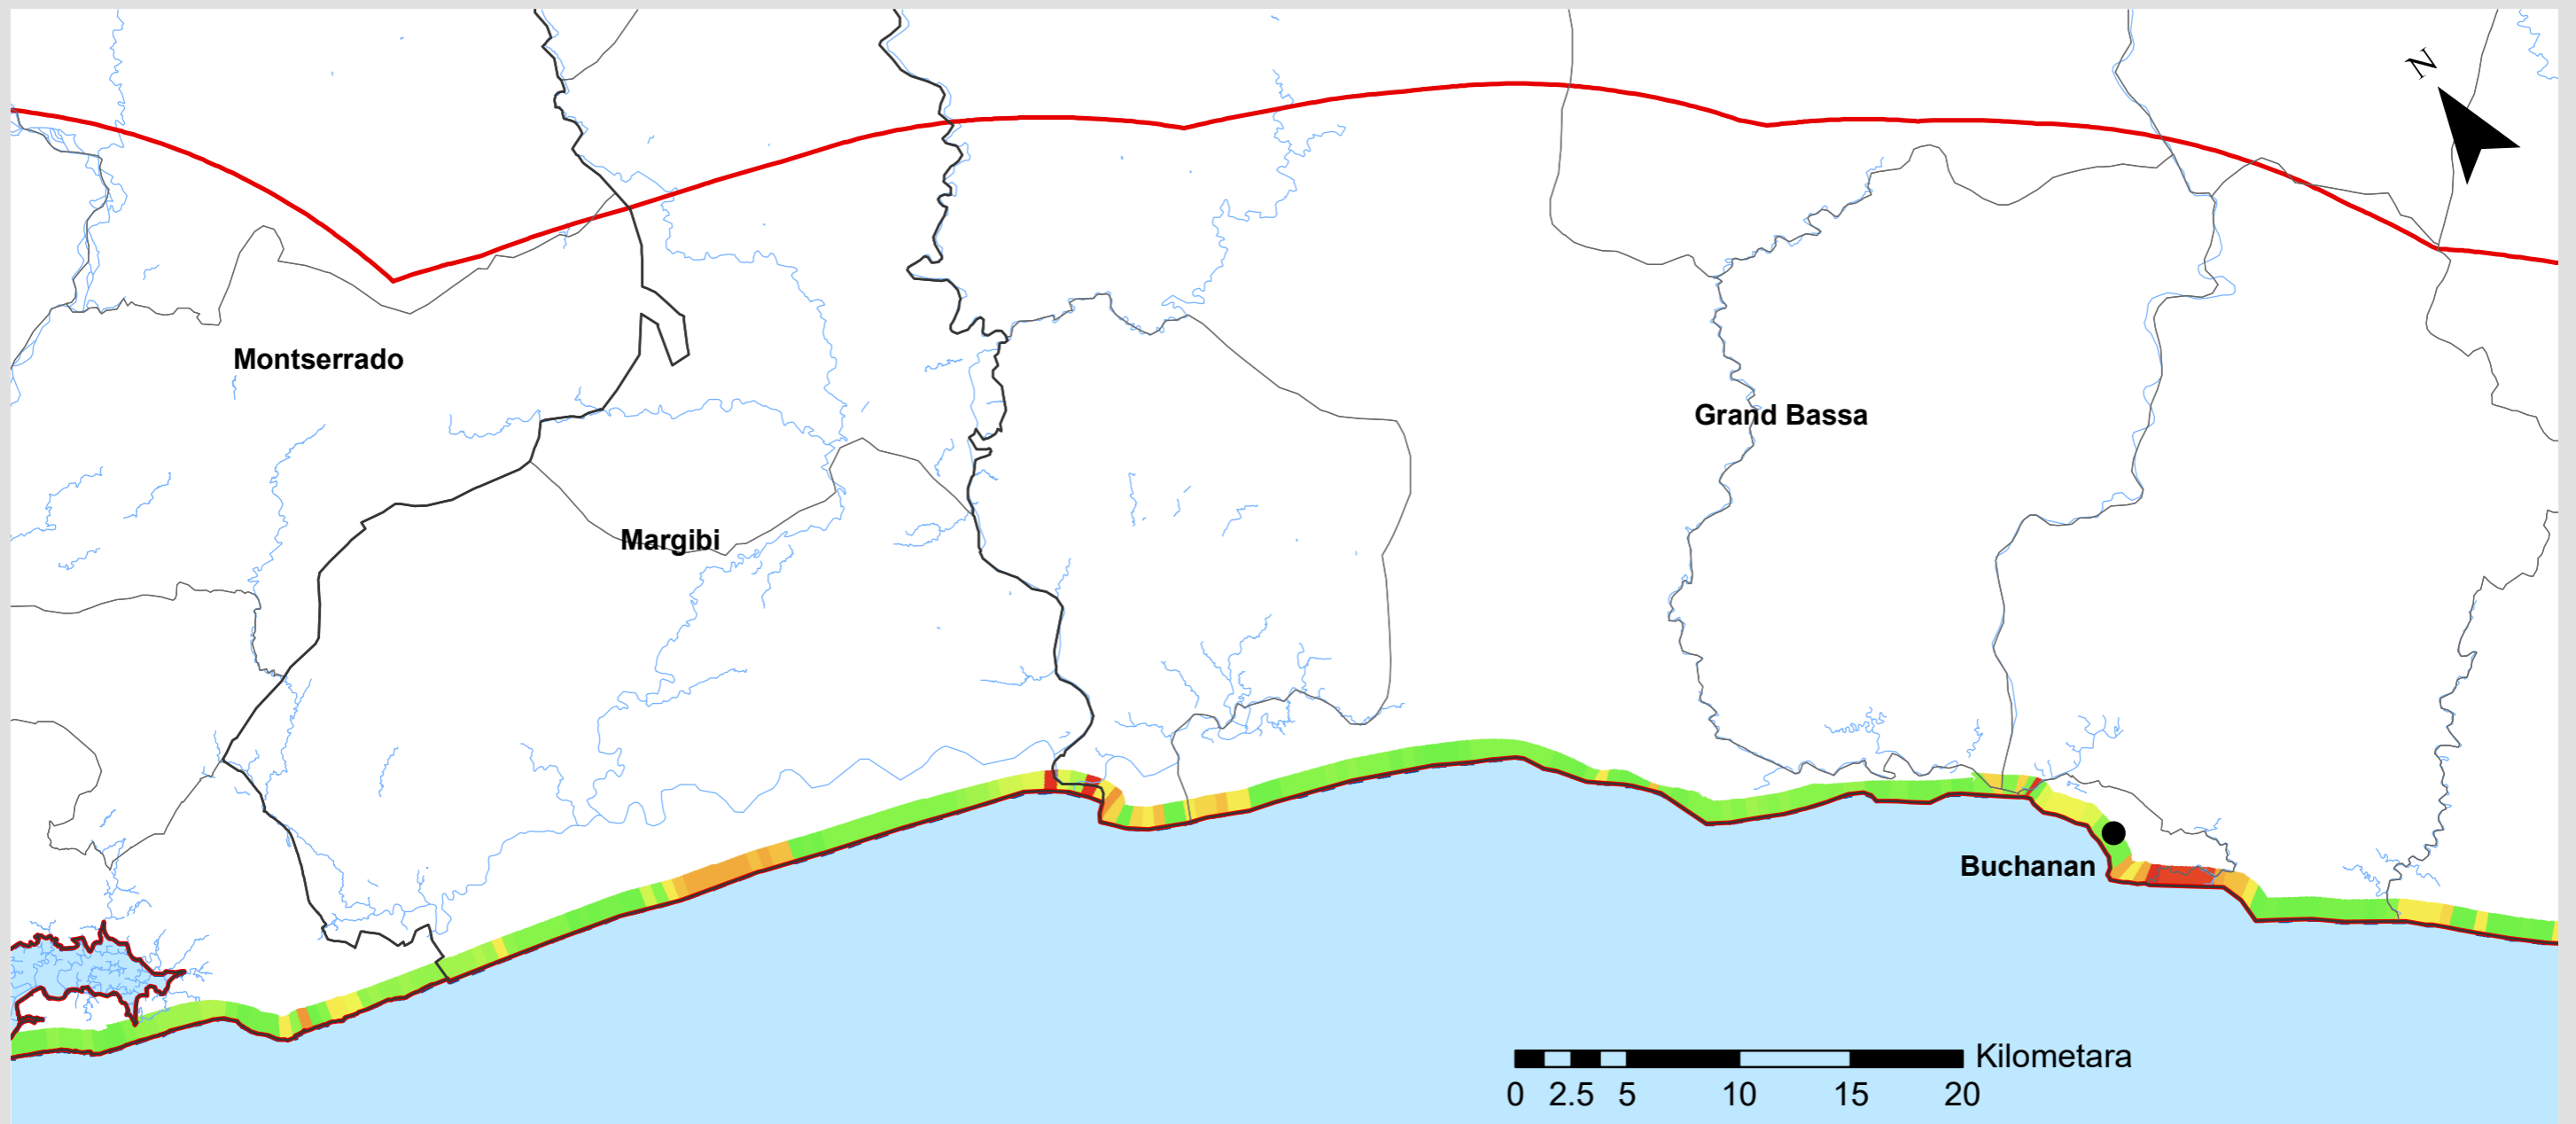 N
Montserrado
Grand Bassa
Margibi
Buchanan
Kilometara
0 2.5 5 10 15 20